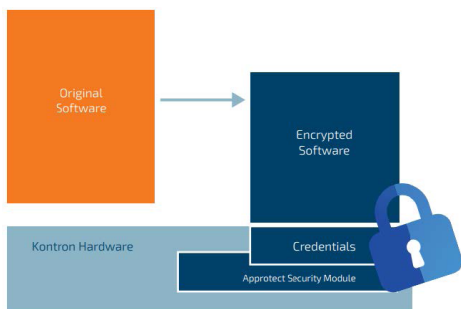 Original
Software
Encrypted
Software
Kontron Hardware
Credentials
Approtect Security Module